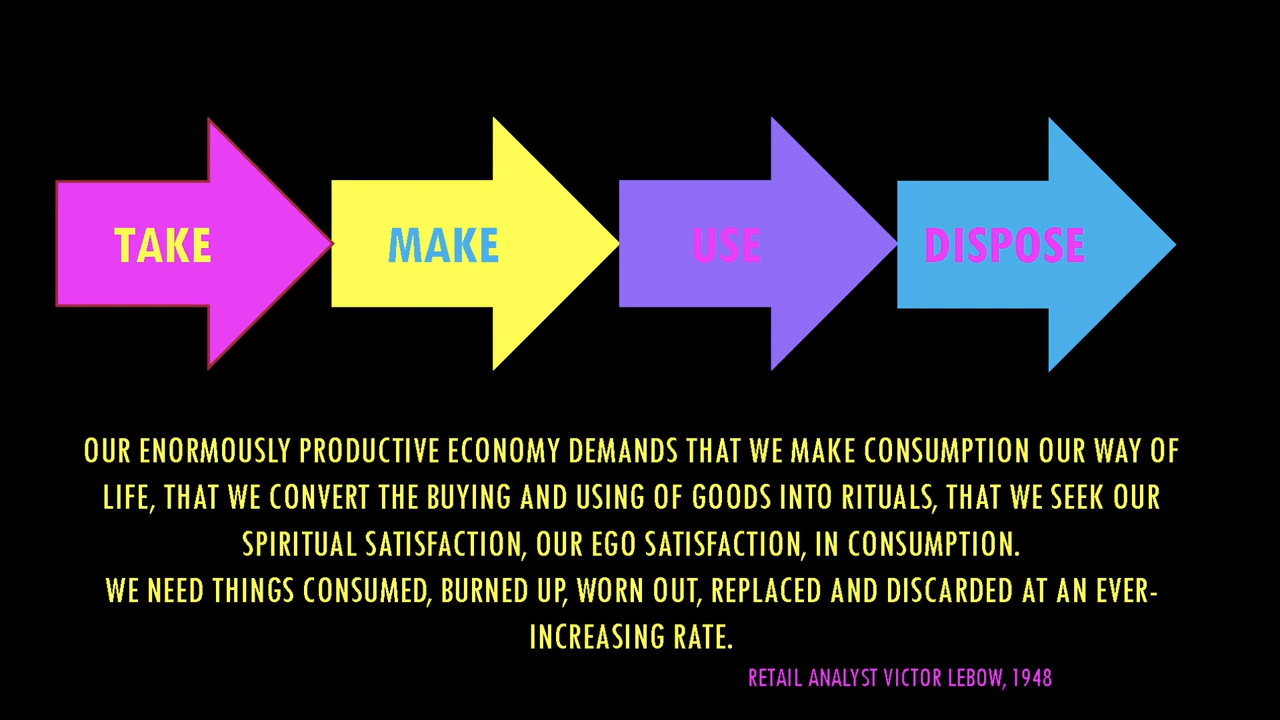 TAKE MAKE USE DISPOSE
OUR ENORMOUSLY PRODUCTIVE ECONOMY DEMANDS THAT WE MAKE CONSUMPTION OUR WAY OF
LIFE, THAT WE CONVERT THE BUYING AND USING OF GOODS INTO RITUALS, THAT WE SEEK OUR
SPIRITUAL SATISFACTION, OUR EGO SATISFACTION, IN CONSUMPTION.
WE NEED THINGS CONSUMED, BURNED UP, WORN OUT, REPLACED AND DISCARDED AT AN EVER-
INCREASING RATE.
RETAIL ANALYST VICTOR LEBOW, 1948